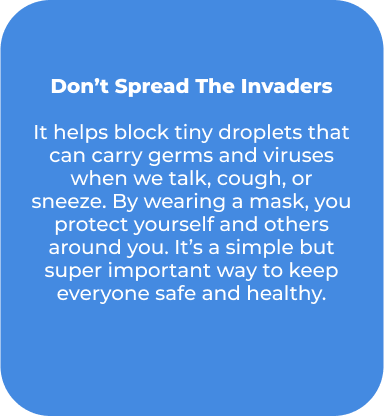 Don’t Spread The Invaders
It helps block tiny droplets that
can carry germs and viruses
when we talk, cough, or
sneeze. By wearing a mask, you
protect yourself and others
around you. It’s a simple but
super important way to keep
everyone safe and healthy.